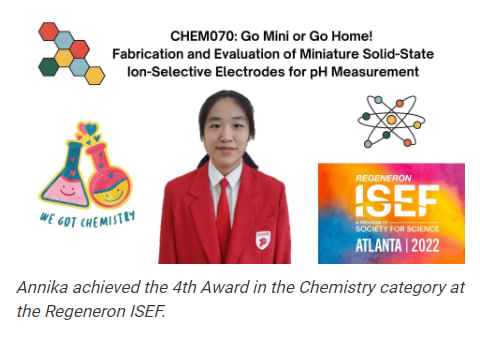 CHEM070: Go Mini or Go Home!
Fabrication and Evaluation of Miniature Solid-State
Ion-Selective Electrodes for pH Measurement
WE GOT CHEMISTRY
REGENERON
ISEF
A PROGRAM OF
SOCIETY FOR SCIENCE
ATLANTA | 2022
Annika achieved the 4th Award in the Chemistry category at
the Regeneron ISEF.